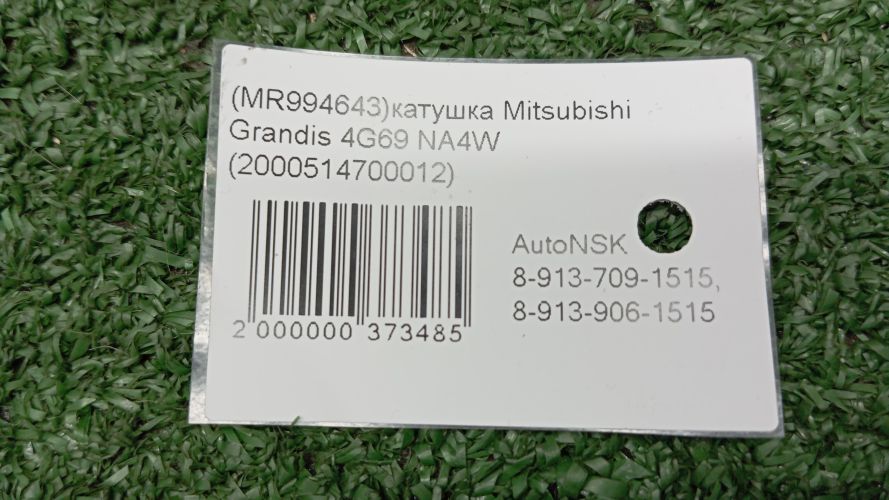 (MR994643)катушка Mitsubishi
Grandis 4G69 NA4W
(2000514700012)
AutoNSK
8-913-709-1515,
8-913-906-1515
2 000000 373485